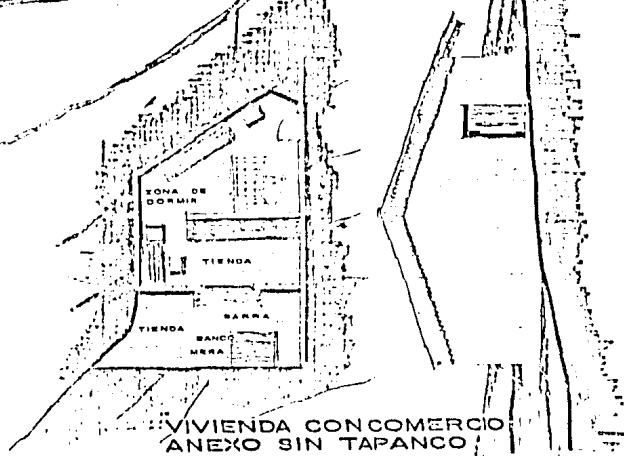 ZONA DE
DORMIR
TIENDA
BARRA
TIENDA
BANCO
MESA
VIVIENDA CON COMERCIO
ANEXO SIN TAPANCO